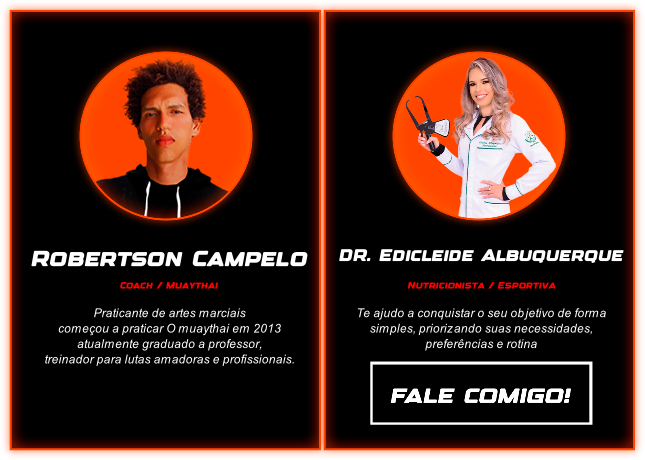 Robertson Campelo
Coach / Muaythai
Praticante de artes marciais
começou a praticar O muaythai em 2013
atualmente graduado a professor,
treinador para lutas amadoras e profissionais.
DR. Edicleide Albuquerque
Nutricionista / Esportiva
Te ajudo a conquistar o seu objetivo de forma
simples, priorizando suas necessidades,
preferências e rotina
FALE COMIGO!